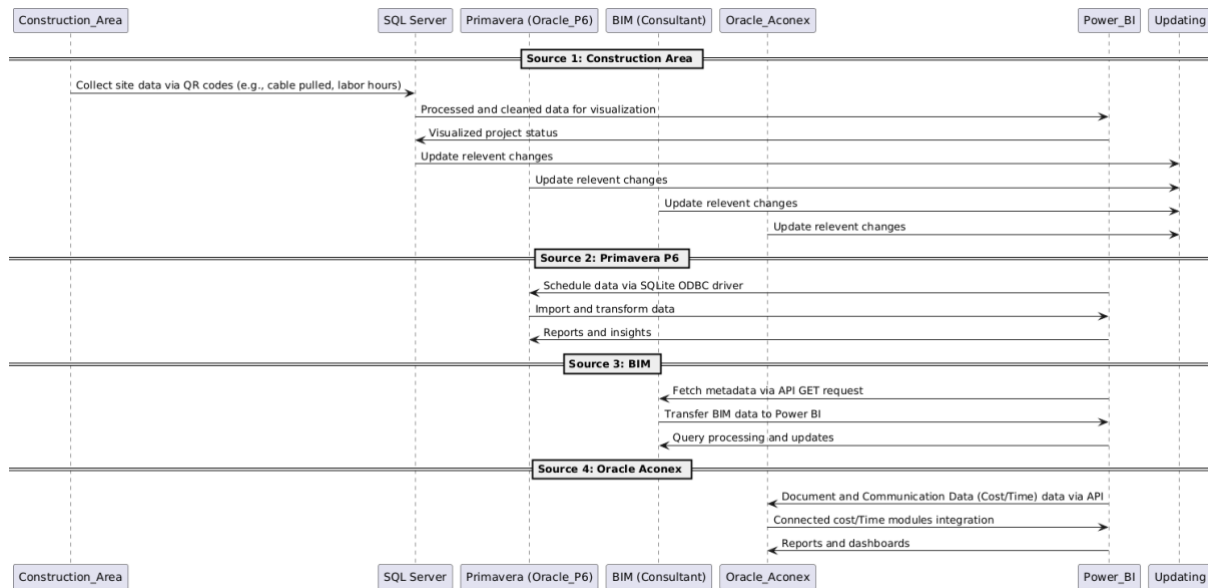 Construction_Area SQL Server Primavera (Oracle_P6) BIM (Consultant) Oracle_Aconex Power_BI Updating
Source 1: Construction Area
Collect site data via QR codes (e.g., cable pulled, labor hours)
Processed and cleaned data for visualization
Visualized project status
Update relevent changes
Update relevent changes
Update relevent changes
Update relevent changes
Source 2: Primavera P6
Schedule data via SQLite ODBC driver
Import and transform data
Reports and insights
Source 3: BIM
Fetch metadata via API GET request
Transfer BIM data to Power BI
Query processing and updates
Source 4: Oracle Aconex
Document and Communication Data (Cost/Time) data via API
Connected cost/Time modules integration
Reports and dashboards
Construction_Area SQL Server Primavera (Oracle_P6) BIM (Consultant) Oracle_Aconex Power_BI Updating